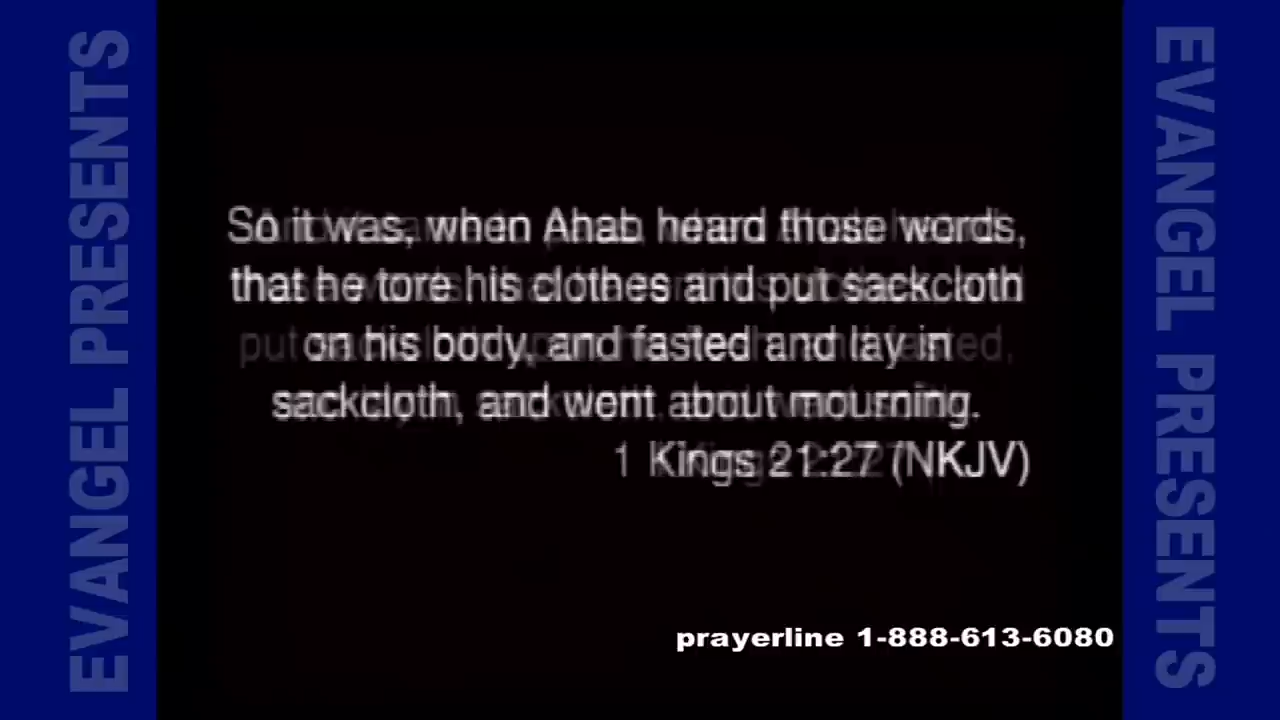 EVANGEL PRESENTS
So it was, when Ahab heard those words,
that he tore his clothes and put sackcloth
on his body, and fasted and lay in
sackcloth, and went about mourning.
1 Kings 21:27 (NKJV)
prayerline 1-888-613-6080
EVANGEL PRESENTS